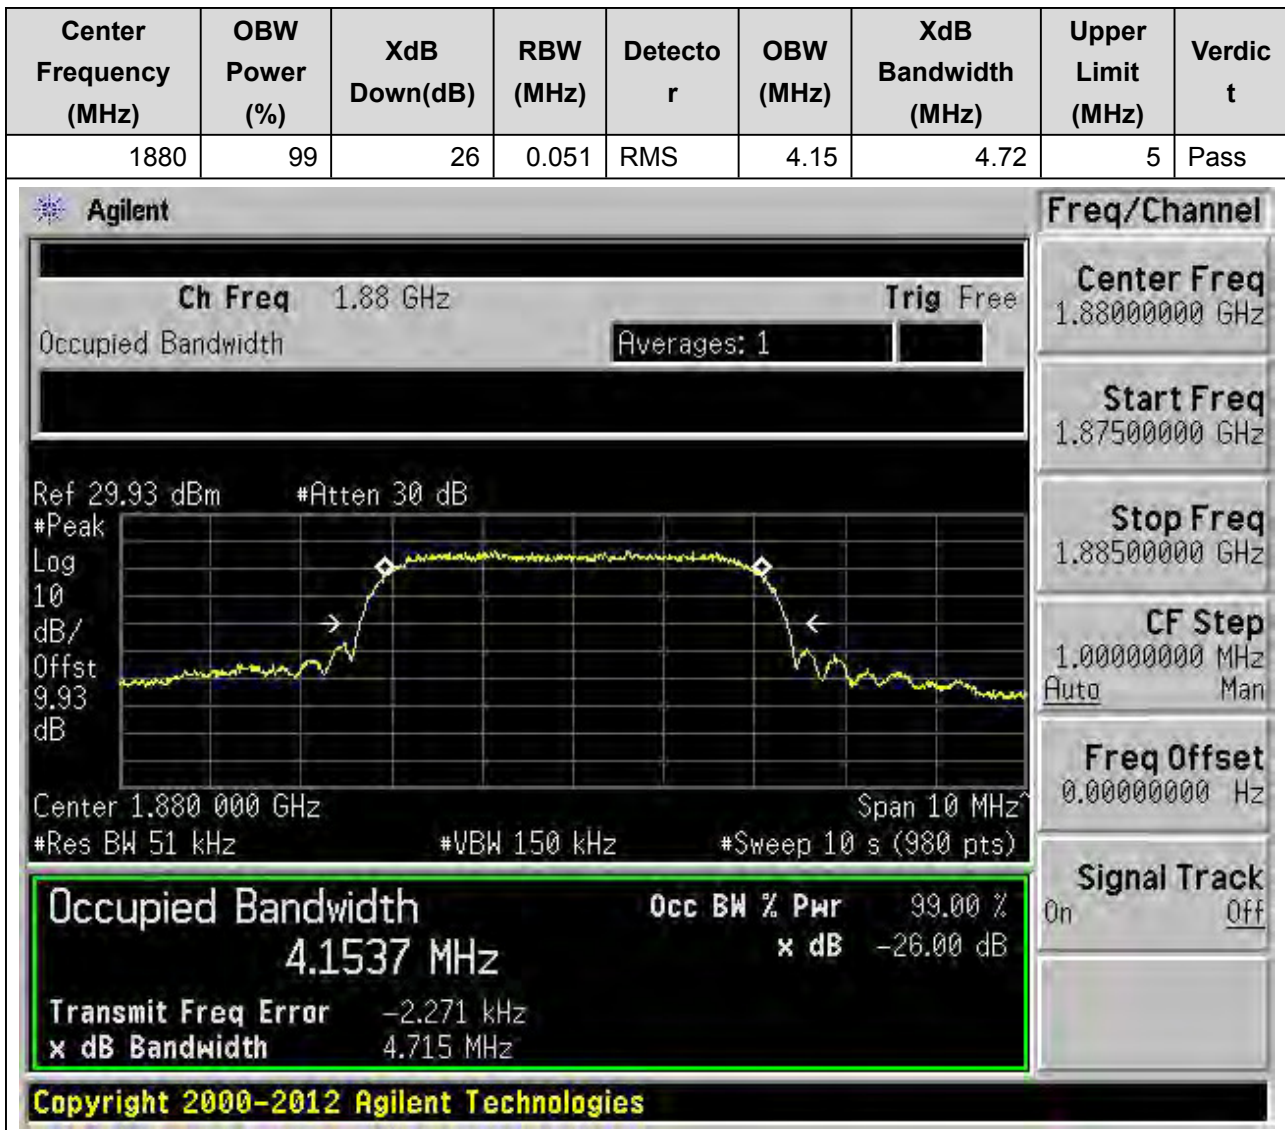 Center Frequency (MHz) OBW Power (%) XdB Down(dB) RBW (MHz) Detector OBW (MHz) XdB Bandwidth (MHz) Upper Limit (MHz) Verdict
1880 99 26 0.051 RMS 4.15 4.72 5 Pass
Agilent
Freq/Channel
Ch Freq 1.88 GHz Trig Free
Occupied Bandwidth Averages: 1
Center Freq
1.88000000 GHz
Start Freq
1.87500000 GHz
Stop Freq
1.88500000 GHz
CF Step
1.00000000 MHz
Auto Man
Freq Offset
0.00000000 Hz
Signal Track
On Off
Ref 29.93 dBm #Atten 30 dB
#Peak
Log
10
dB/
Offst
9.93
dB
Center 1.880 000 GHz Span 10 MHz^
#Res BW 51 kHz #VBW 150 kHz #Sweep 10 s (980 pts)
Occupied Bandwidth Occ BW % Pwr 99.00 %
4.1537 MHz x dB -26.00 dB
Transmit Freq Error -2.271 kHz
x dB Bandwidth 4.715 MHz
Copyright 2000-2012 Agilent Technologies